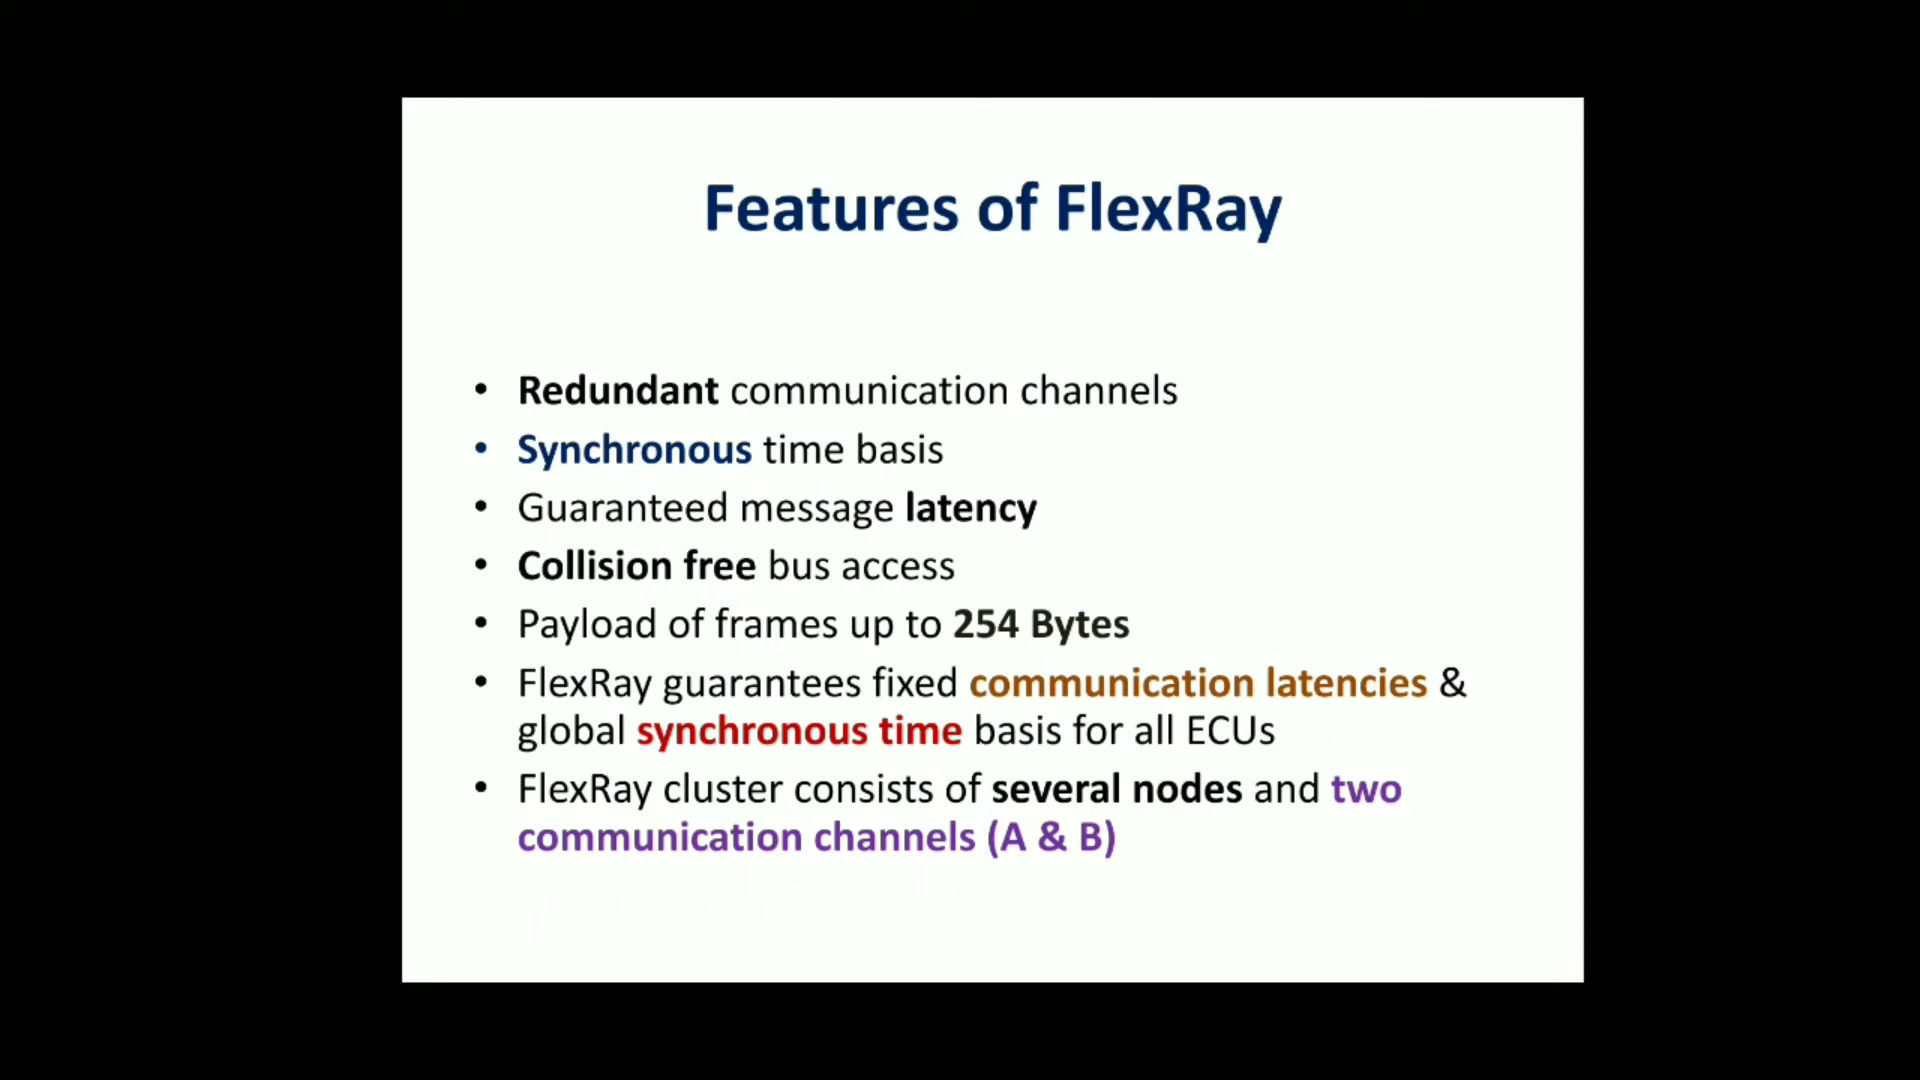 Features of FlexRay
• Redundant communication channels
• Synchronous time basis
• Guaranteed message latency
• Collision free bus access
• Payload of frames up to 254 Bytes
• FlexRay guarantees fixed communication latencies &
global synchronous time basis for all ECUs
• FlexRay cluster consists of several nodes and two
communication channels (A & B)